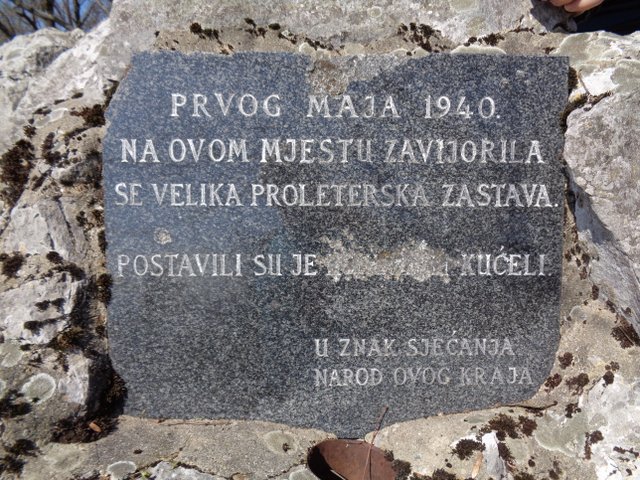 PRVOG MAJA 1940.
NA OVOM MJESTU ZAVIJORILA
SE VELIKA PROLETERSKA ZASTAVA.
POSTAVILI SU JE KUĆELI.
U ZNAK SJEĆANJA
NAROD OVOG KRAJA